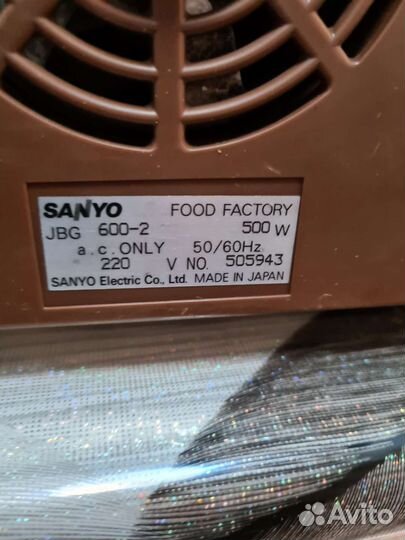 SANYO FOOD FACTORY
JBG 600-2 500 W
a.c. ONLY 50/60Hz
220 V NO. 505943
SANYO Electric Co., Ltd. MADE IN JAPAN
Avito